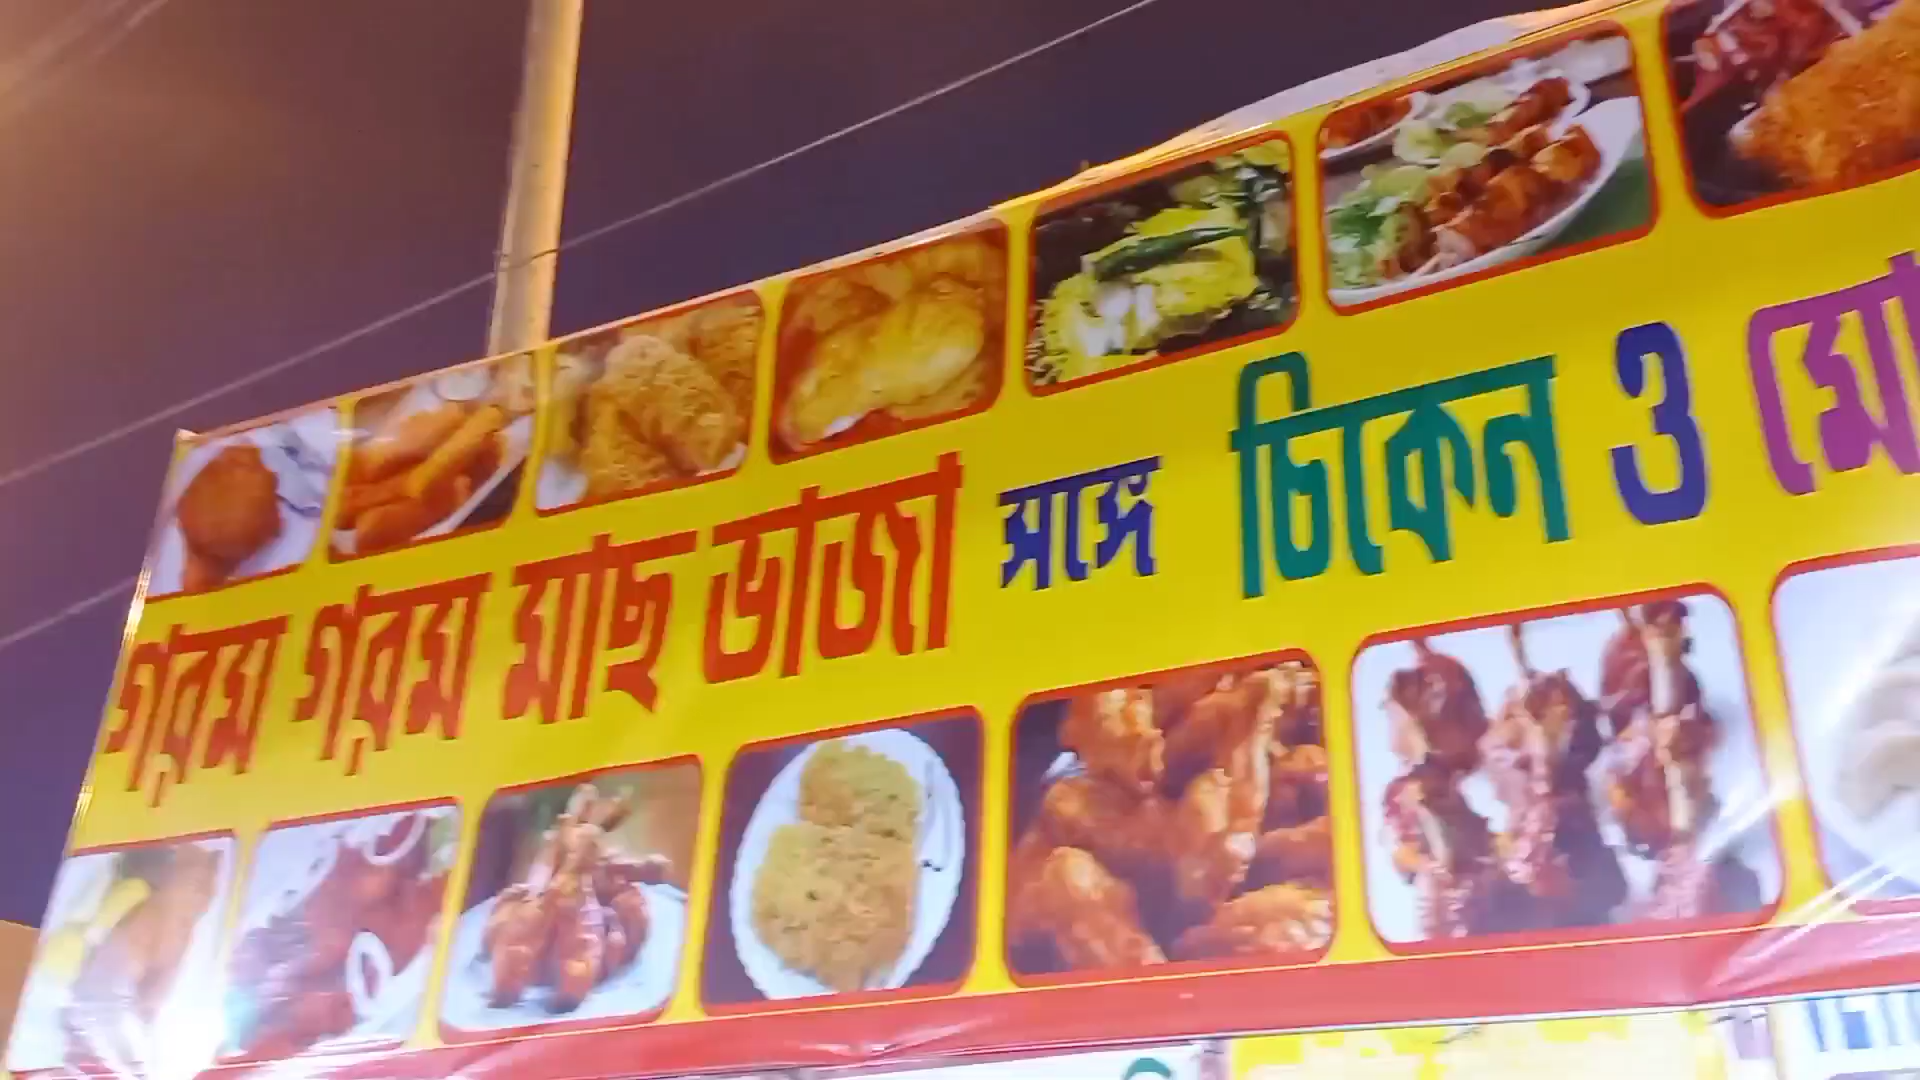 গরম গরম মাছ ভাজা সঙ্গে চিকেন ও